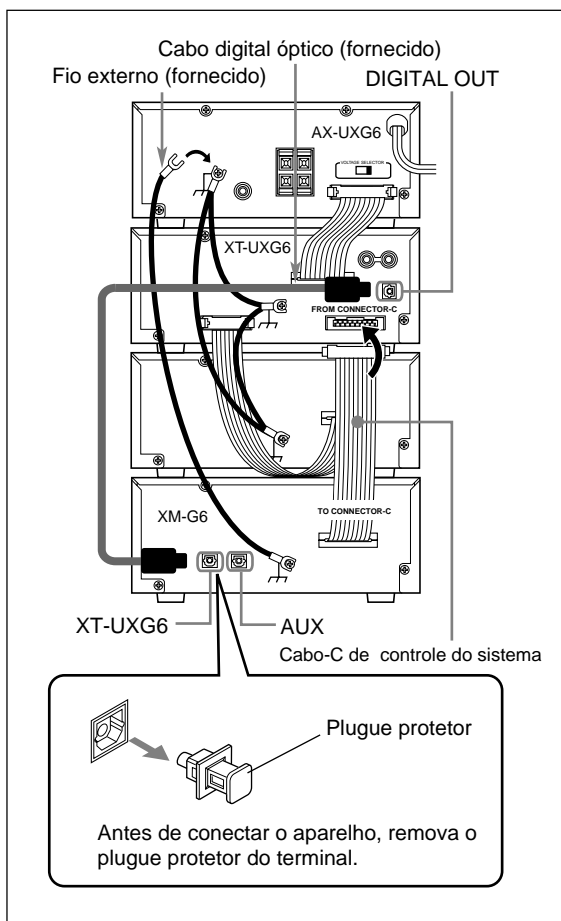 Cabo digital óptico (fornecido)
Fio externo (fornecido)
DIGITAL OUT
AX-UXG6
VOLTAGE SELECTOR
XT-UXG6
FROM CONNECTOR-C
XM-G6
TO CONNECTOR-C
XT-UXG6
AUX
Cabo-C de controle do sistema
Plugue protetor
Antes de conectar o aparelho, remova o
plugue protetor do terminal.